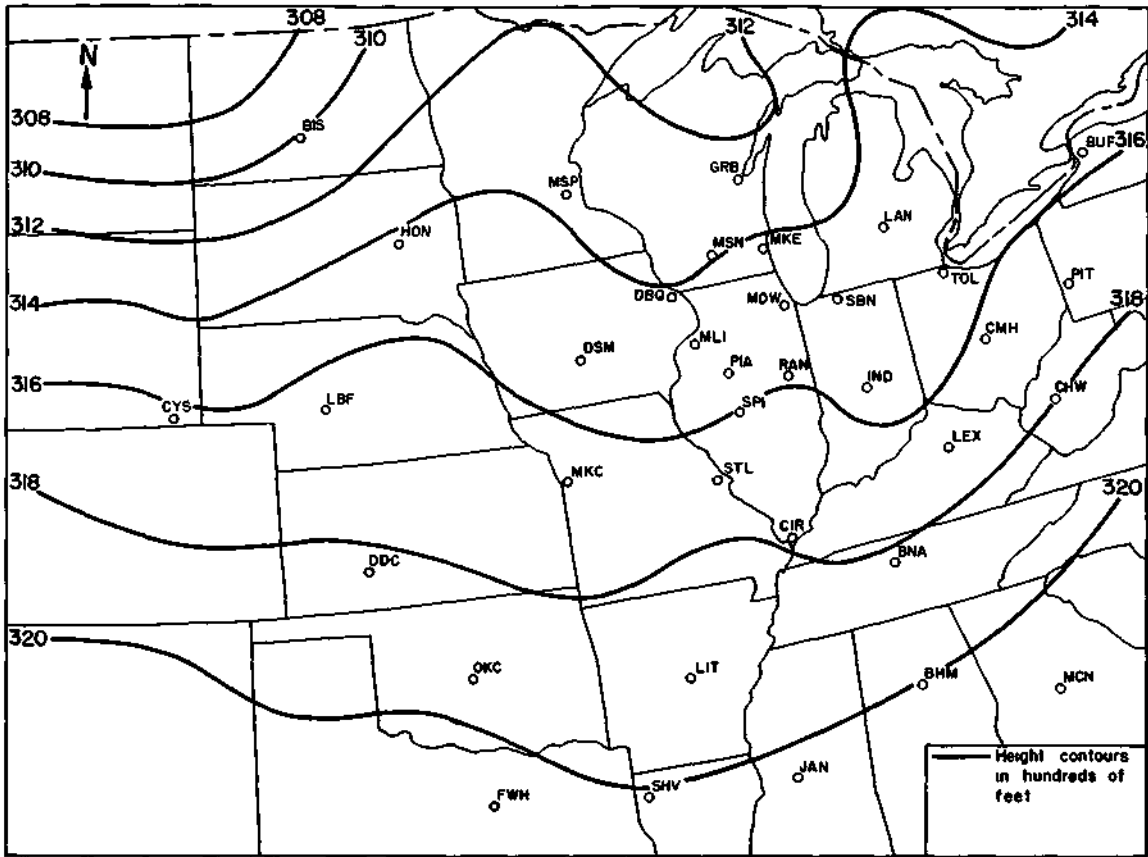 308
310
312
314
N
308
BIS
310
BUF
316
GRB
MSP
312
HON
LAN
MSN
MKE
TOL
PIT
314
DBQ
MDW
SBN
318
DSM
MLI
CMH
316
PIA
RAN
IND
CYS
LBF
CHW
SPI
LEX
318
MKC
STL
320
CIR
DDC
BNA
320
OKC
LIT
BHM
MCN
Height contours
in hundreds of
feet
JAN
FWH
SHV